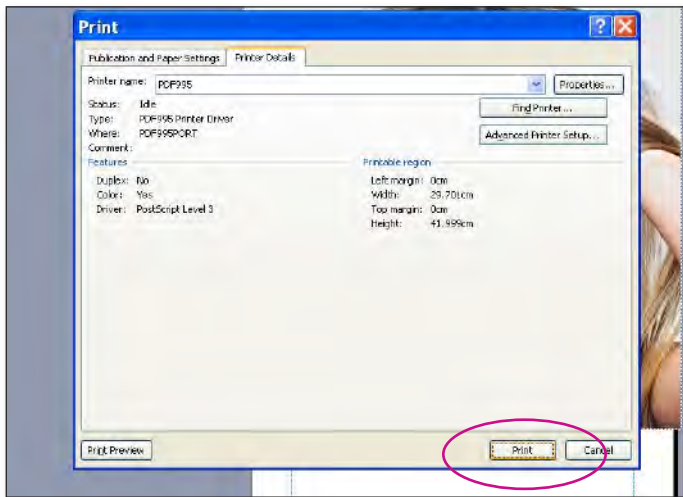 Print
Publication and Paper Settings
Printer Details
Printer name: PDF995
Properties...
Status: Idle
Find Printer...
Type: PDF995 Printer Driver
Where: PDF995PORT
Advanced Printer Setup...
Comment:
Features
Printable region
Duplex: No
Left margin: 0cm
Color: Yes
Width: 29.701cm
Driver: PostScript Level 3
Top margin: 0cm
Height: 41.999cm
Print Preview
Print
Cancel